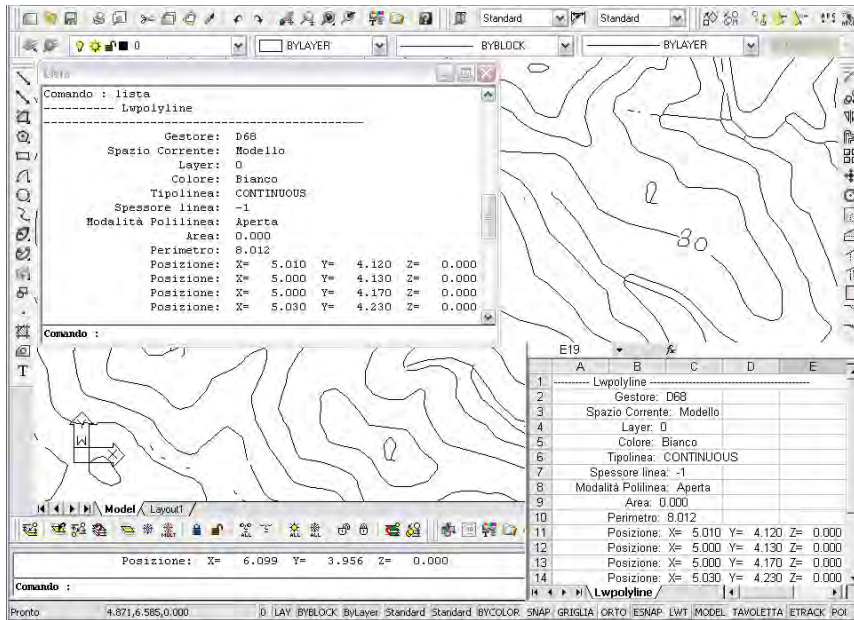 Standard Standard
0 BYLAYER BYBLOCK BYLAYER
Lista
Comando : lista
---------- Lwpolyline
----------------------------------------
Gestore: D68
Spazio Corrente: Modello
Layer: 0
Colore: Bianco
Tipolinea: CONTINUOUS
Spessore linea: -1
Modalità Polilinea: Aperta
Area: 0.000
Perimetro: 8.012
Posizione: X= 5.010 Y= 4.120 Z= 0.000
Posizione: X= 5.000 Y= 4.130 Z= 0.000
Posizione: X= 5.000 Y= 4.170 Z= 0.000
Posizione: X= 5.030 Y= 4.230 Z= 0.000
Comando :
80
T
W
X
Model Layout1
E19 fx
A B C D E
1 ---------- Lwpolyline ----------------------------------------
2 Gestore: D68
3 Spazio Corrente: Modello
4 Layer: 0
5 Colore: Bianco
6 Tipolinea: CONTINUOUS
7 Spessore linea: -1
8 Modalità Polilinea: Aperta
9 Area: 0.000
10 Perimetro: 8.012
11 Posizione: X= 5.010 Y= 4.120 Z= 0.000
12 Posizione: X= 5.000 Y= 4.130 Z= 0.000
13 Posizione: X= 5.000 Y= 4.170 Z= 0.000
14 Posizione: X= 5.030 Y= 4.230 Z= 0.000
Lwpolyline
Posizione: X= 6.099 Y= 3.956 Z= 0.000
Comando :
Pronto 4.871,6.585,0.000 0 LAY BYBLOCK ByLayer Standard Standard BYCOLOR SNAP GRIGLIA ORTO ESNAP LWT MODEL TAVOLETTA ETRACK POI